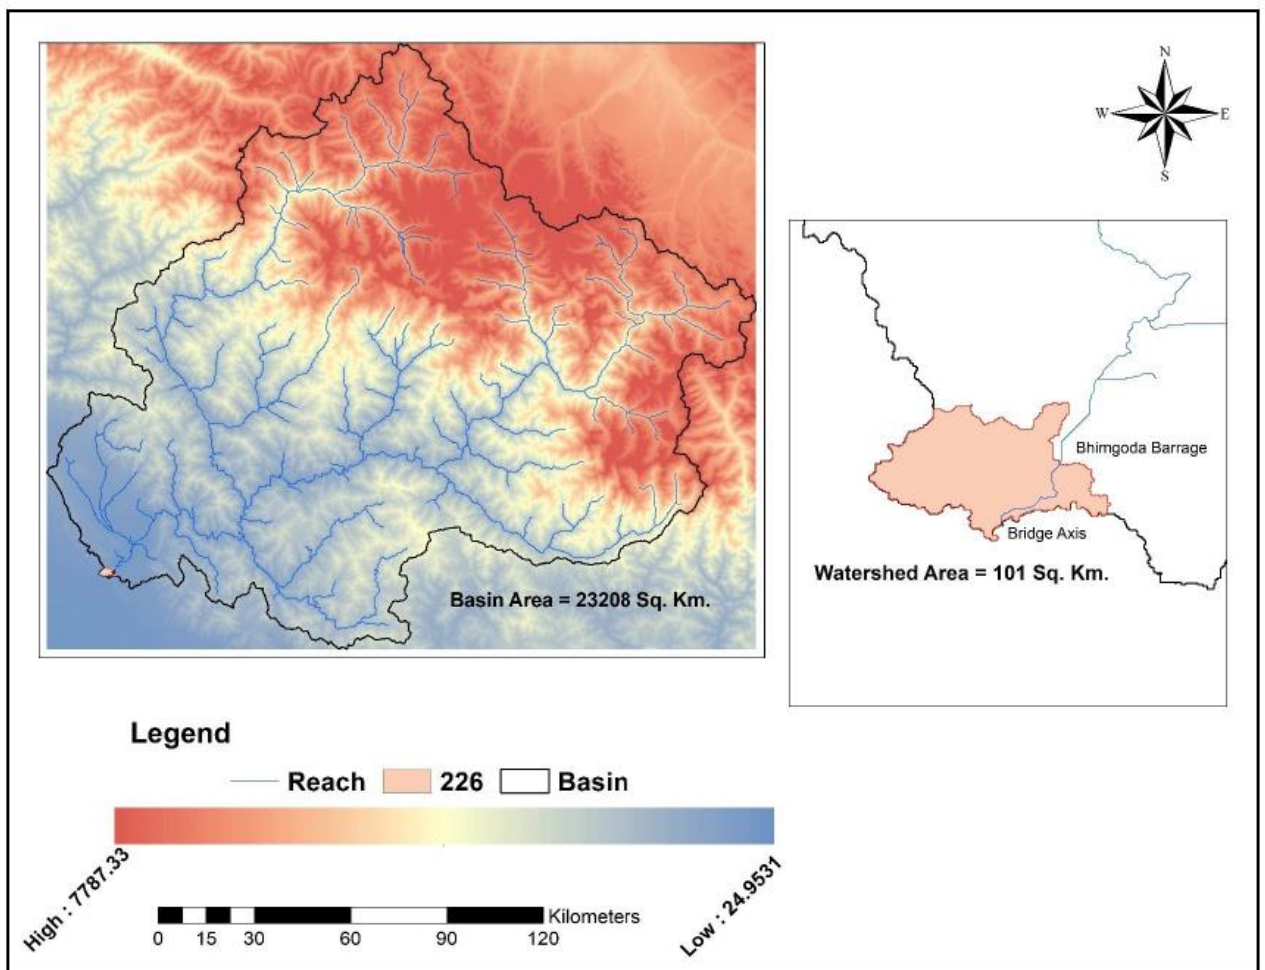 N
W E
S
Bhimgoda Barrage
Bridge Axis
Watershed Area = 101 Sq. Km.
Basin Area = 23208 Sq. Km.
Legend
Reach 226 Basin
High : 7787.33
Low : 24.9531
Kilometers
0 15 30 60 90 120